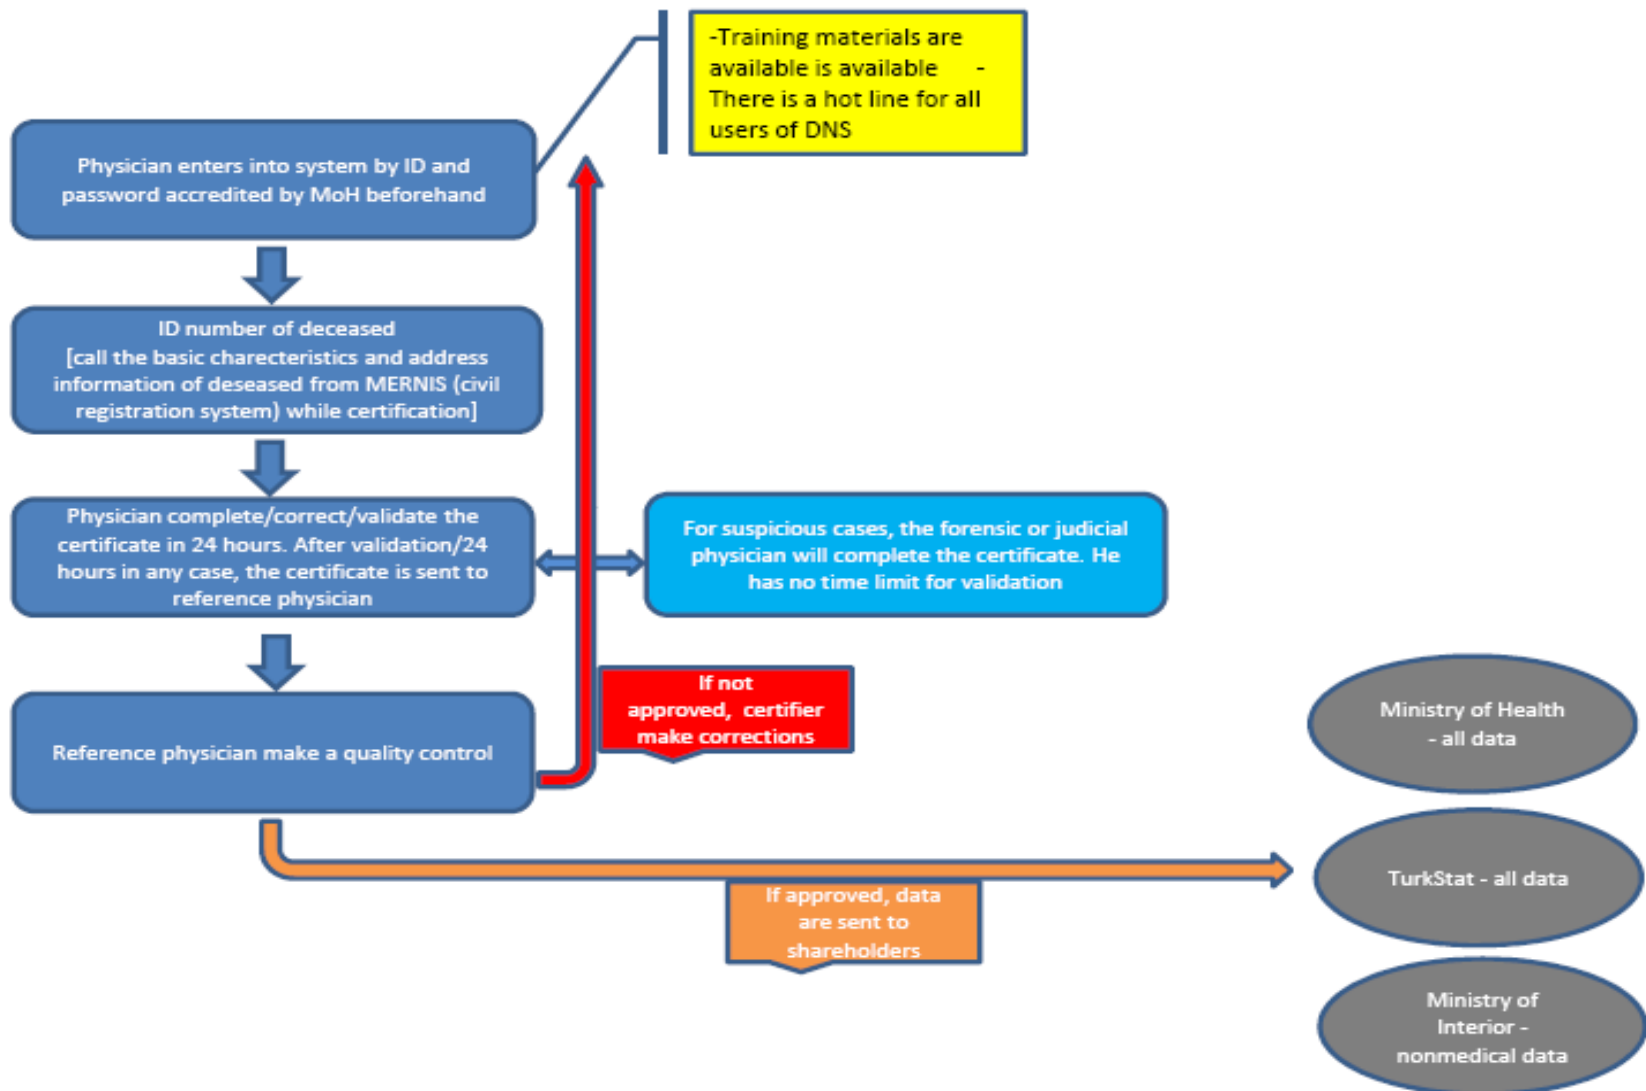 -Training materials are
available is available -
There is a hot line for all
users of DNS
Physician enters into system by ID and
password accredited by MoH beforehand
ID number of deceased
[call the basic charecteristics and address
information of deseased from MERNIS (civil
registration system) while certification]
Physician complete/correct/validate the
certificate in 24 hours. After validation/24
hours in any case, the certificate is sent to
reference physician
For suspicious cases, the forensic or judicial
physician will complete the certificate. He
has no time limit for validation
If not
approved, certifier
make corrections
Reference physician make a quality control
Ministry of Health
- all data
TurkStat - all data
If approved, data
are sent to
shareholders
Ministry of
Interior -
nonmedical data